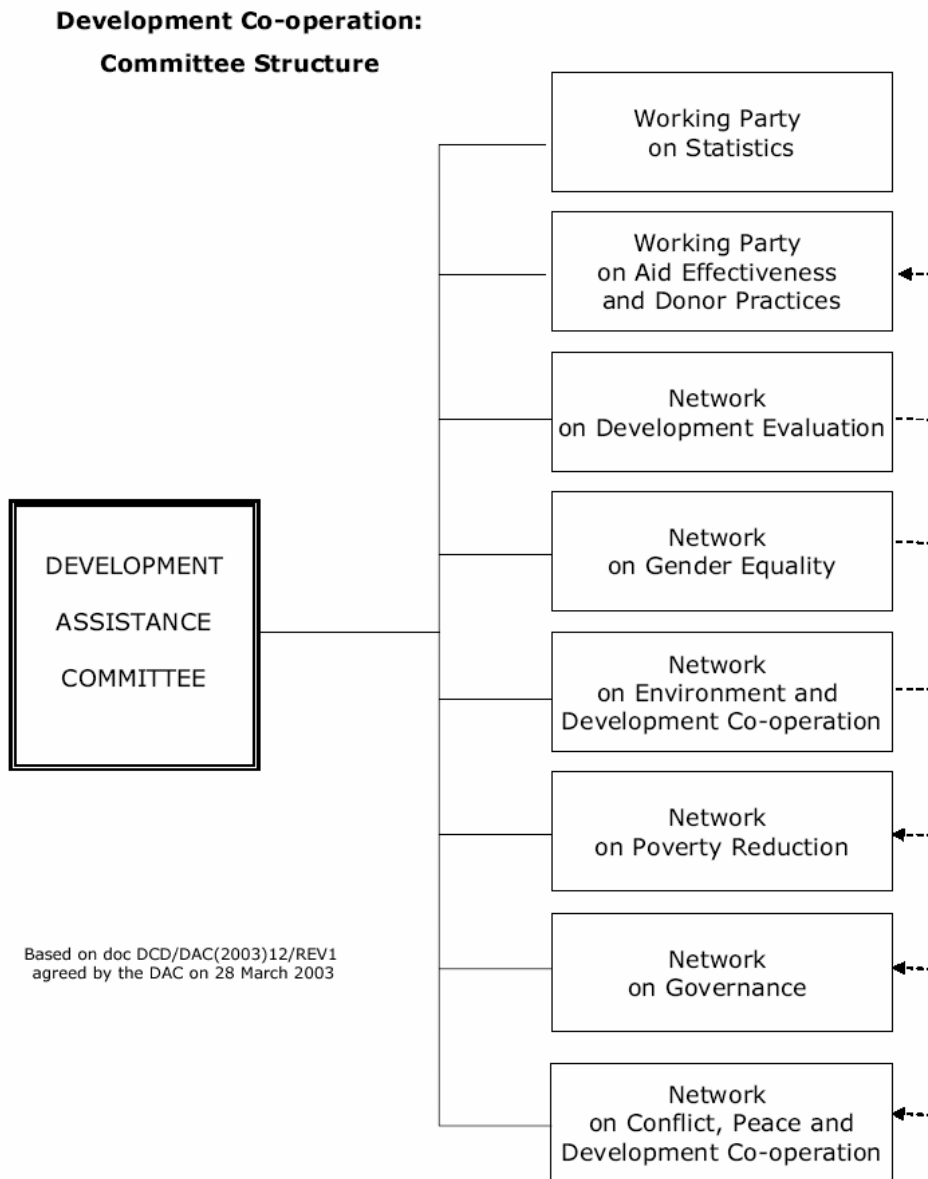 Development Co-operation:
Committee Structure
Working Party
on Statistics
Working Party
on Aid Effectiveness
and Donor Practices
Network
on Development Evaluation
Network
on Gender Equality
DEVELOPMENT
ASSISTANCE
COMMITTEE
Network
on Environment and
Development Co-operation
Network
on Poverty Reduction
Based on doc DCD/DAC(2003)12/REV1
agreed by the DAC on 28 March 2003
Network
on Governance
Network
on Conflict, Peace and
Development Co-operation